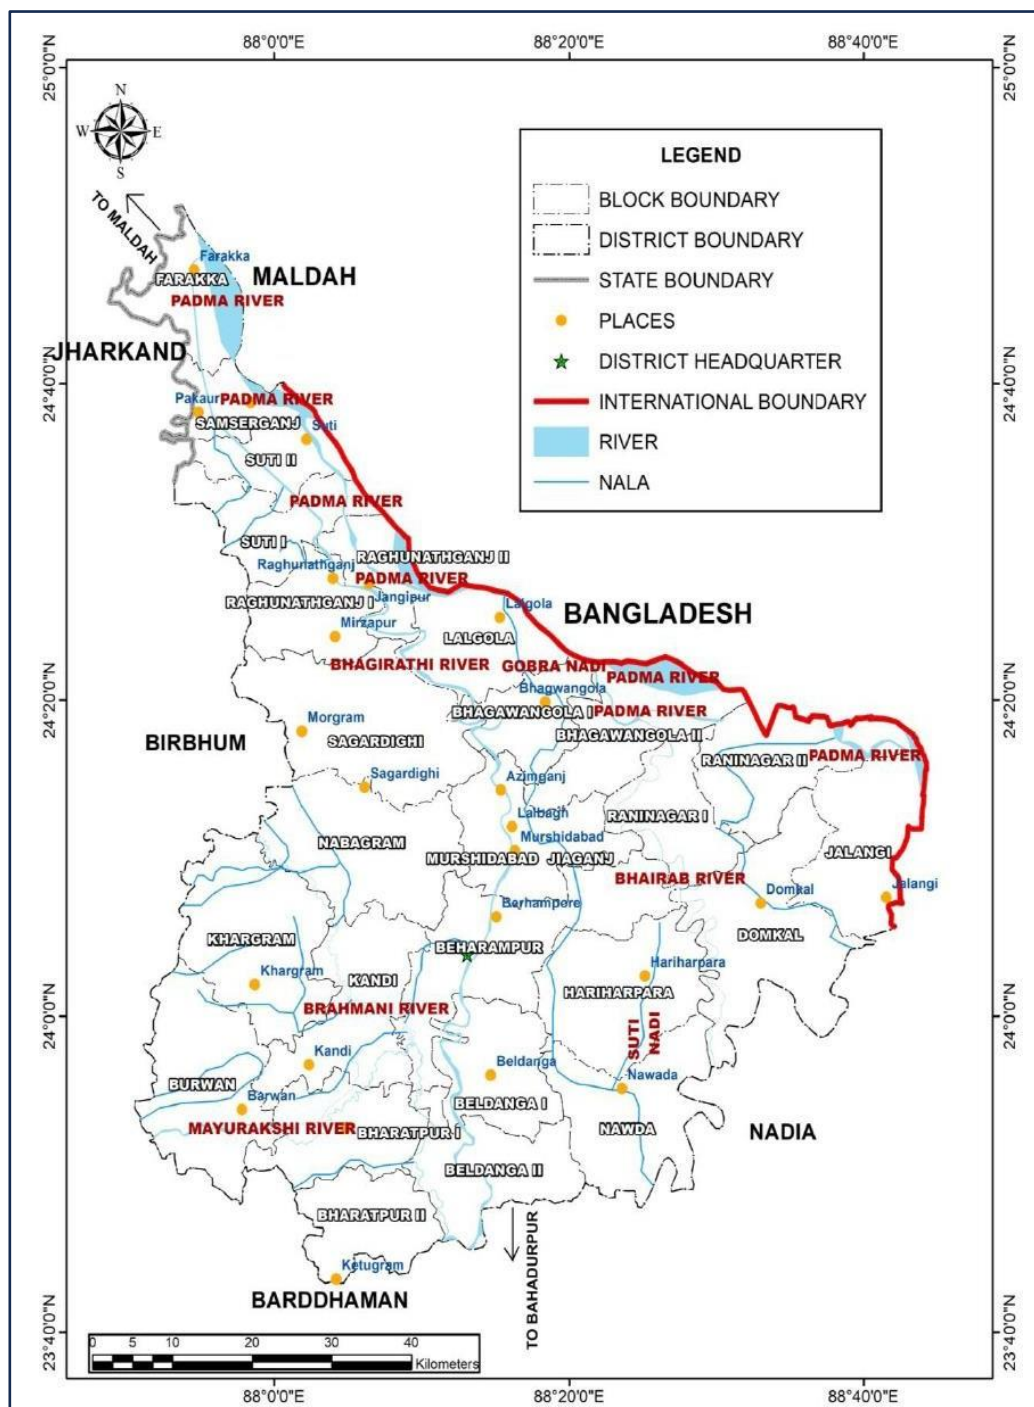 88°0'0"E
88°20'0"E
88°40'0"E
25°0'0"N
25°0'0"N
N
W
E
S
LEGEND
BLOCK BOUNDARY
DISTRICT BOUNDARY
STATE BOUNDARY
PLACES
DISTRICT HEADQUARTER
INTERNATIONAL BOUNDARY
RIVER
NALA
TO MALDAH
Farakka
FARAKKA
MALDAH
PADMA RIVER
JHARKAND
24°40'0"N
24°40'0"N
Pakaur
PADMA RIVER
SAMSERGANJ
Suti
SUTI II
PADMA RIVER
SUTI I
RAGHUNATHGANJ II
Raghunathganj
PADMA RIVER
Jangipur
RAGHUNATHGANJ I
Lalgola
BANGLADESH
Mirzapur
LALGOLA
BHAGIRATHI RIVER
GOBRA NADI
PADMA RIVER
Bhagwangola
24°20'0"N
24°20'0"N
BHAGAWANGOLA I
PADMA RIVER
Morgram
BIRBHUM
SAGARDIGHI
BHAGAWANGOLA II
RANINAGAR II
PADMA RIVER
Sagardighi
Azimganj
Lalbagh
RANINAGAR I
NABAGRAM
Murshidabad
MURSHIDABAD JIAGANJ
JALANGI
BHAIRAB RIVER
Domkal
Jalangi
Berhampore
KHARGRAM
BEHARAMPUR
DOMKAL
Khargram
KANDI
Hariharpara
HARIHARPARA
BRAHMANI RIVER
24°0'0"N
24°0'0"N
SUTI
NADI
Kandi
Beldanga
BURWAN
Barwan
Nawada
BELDANGA I
MAYURAKSHI RIVER
BHARATPUR I
NAWDA
NADIA
BELDANGA II
BHARATPUR II
TO BAHADURPUR
Ketugram
BARDDHAMAN
23°40'0"N
23°40'0"N
0 5 10 20 30 40
Kilometers
88°0'0"E
88°20'0"E
88°40'0"E